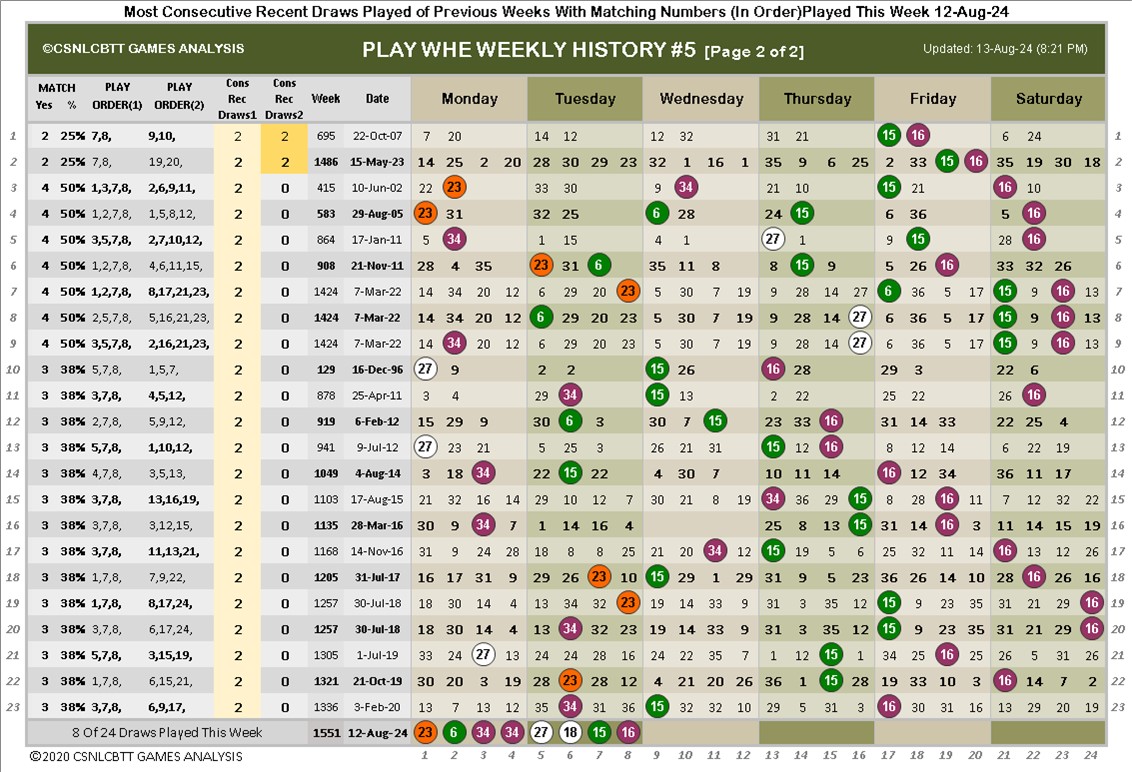 Most Consecutive Recent Draws Played of Previous Weeks With Matching Numbers (In Order)Played This Week 12-Aug-24
©CSNLCBTT GAMES ANALYSIS PLAY WHE WEEKLY HISTORY #5 [Page 2 of 2] Updated: 13-Aug-24 (8:21 PM)
MATCH PLAY PLAY Cons Cons
Yes % ORDER(1) ORDER(2) Rec Rec Week Date Monday Tuesday Wednesday Thursday Friday Saturday
Draws1 Draws2
1 2 25% 7,8, 9,10, 2 2 695 22-Oct-07 7 20 14 12 12 32 31 21 15 16 6 24 1
2 2 25% 7,8, 19,20, 2 2 1486 15-May-23 14 25 2 20 28 30 29 23 32 1 16 1 35 9 6 25 2 33 15 16 35 19 30 18 2
3 4 50% 1,3,7,8, 2,6,9,11, 2 0 415 10-Jun-02 22 23 33 30 9 34 21 10 15 21 16 10 3
4 4 50% 1,2,7,8, 1,5,8,12, 2 0 583 29-Aug-05 23 31 32 25 6 28 24 15 6 36 5 16 4
5 4 50% 3,5,7,8, 2,7,10,12, 2 0 864 17-Jan-11 5 34 1 15 4 1 27 1 9 15 28 16 5
6 4 50% 1,2,7,8, 4,6,11,15, 2 0 908 21-Nov-11 28 4 35 23 31 6 35 11 8 8 15 9 5 26 16 33 32 26 6
7 4 50% 1,2,7,8, 8,17,21,23, 2 0 1424 7-Mar-22 14 34 20 12 6 29 20 23 5 30 7 19 9 28 14 27 6 36 5 17 15 9 16 13 7
8 4 50% 2,5,7,8, 5,16,21,23, 2 0 1424 7-Mar-22 14 34 20 12 6 29 20 23 5 30 7 19 9 28 14 27 6 36 5 17 15 9 16 13 8
9 4 50% 3,5,7,8, 2,16,21,23, 2 0 1424 7-Mar-22 14 34 20 12 6 29 20 23 5 30 7 19 9 28 14 27 6 36 5 17 15 9 16 13 9
10 3 38% 5,7,8, 1,5,7, 2 0 129 16-Dec-96 27 9 2 2 15 26 16 28 29 3 22 6 10
11 3 38% 3,7,8, 4,5,12, 2 0 878 25-Apr-11 3 4 29 34 15 13 2 22 25 22 26 16 11
12 3 38% 2,7,8, 5,9,12, 2 0 919 6-Feb-12 15 29 9 30 6 3 30 7 15 23 33 16 31 14 33 22 25 4 12
13 3 38% 5,7,8, 1,10,12, 2 0 941 9-Jul-12 27 23 21 5 25 3 26 21 31 15 12 16 8 12 14 6 22 19 13
14 3 38% 4,7,8, 3,5,13, 2 0 1049 4-Aug-14 3 18 34 22 15 22 4 30 7 10 11 14 16 12 34 36 11 17 14
15 3 38% 3,7,8, 13,16,19, 2 0 1103 17-Aug-15 21 32 16 14 29 10 12 7 30 21 8 19 34 36 29 15 8 28 16 11 7 12 32 22 15
16 3 38% 3,7,8, 3,12,15, 2 0 1135 28-Mar-16 30 9 34 7 1 14 16 4 25 8 13 15 31 14 16 3 11 14 15 19 16
17 3 38% 3,7,8, 11,13,21, 2 0 1168 14-Nov-16 31 9 24 28 18 8 8 25 21 20 34 12 15 19 5 6 25 32 11 14 16 13 12 26 17
18 3 38% 1,7,8, 7,9,22, 2 0 1205 31-Jul-17 16 17 31 9 29 26 23 10 15 29 1 29 31 9 5 23 36 26 14 10 28 16 26 16 18
19 3 38% 1,7,8, 8,17,24, 2 0 1257 30-Jul-18 18 30 14 4 13 34 32 23 19 14 33 9 31 3 35 12 15 9 23 35 31 21 29 16 19
20 3 38% 3,7,8, 6,17,24, 2 0 1257 30-Jul-18 18 30 14 4 13 34 32 23 19 14 33 9 31 3 35 12 15 9 23 35 31 21 29 16 20
21 3 38% 5,7,8, 3,15,19, 2 0 1305 1-Jul-19 33 24 27 13 24 24 28 16 24 22 35 7 1 12 15 1 34 28 16 26 5 31 26 21
22 3 38% 1,7,8, 6,15,21, 2 0 1321 21-Oct-19 30 20 3 19 28 23 28 12 4 21 20 26 36 1 15 28 19 33 10 3 16 14 7 2 22
23 3 38% 3,7,8, 6,9,17, 2 0 1336 3-Feb-20 13 7 13 12 35 34 31 36 15 32 10 22 29 5 31 3 16 30 31 16 13 29 20 19 23
8 Of 24 Draws Played This Week 1551 12-Aug-24 23 6 34 34 27 18 15 16
©2020 CSNLCBTT GAMES ANALYSIS 1 2 3 4 5 6 7 8 9 10 11 12 13 14 15 16 17 18 19 20 21 22 23 24